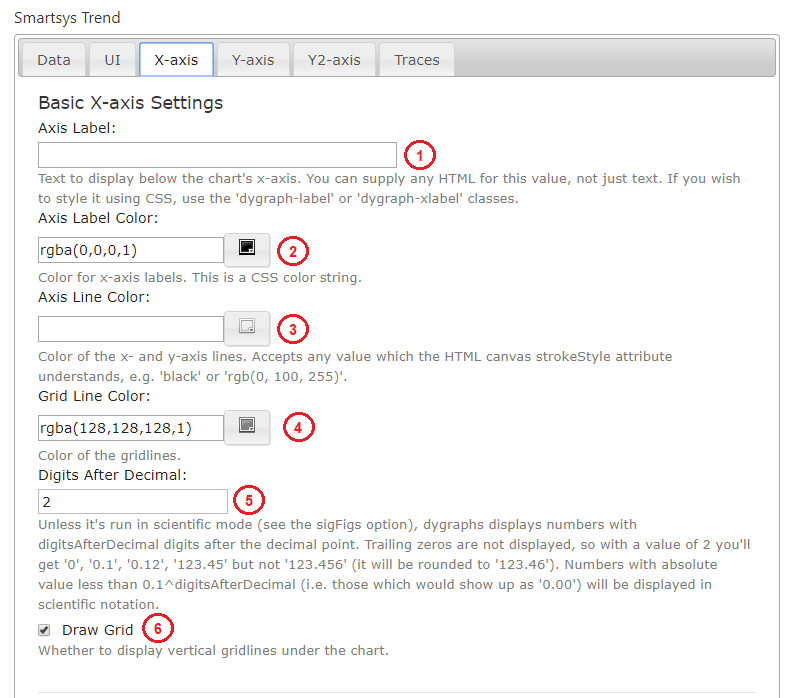 Smartsys Trend
Data UI X-axis Y-axis Y2-axis Traces
Basic X-axis Settings
Axis Label:
1
Text to display below the chart's x-axis. You can supply any HTML for this value, not just text. If you wish
to style it using CSS, use the 'dygraph-label' or 'dygraph-xlabel' classes.
Axis Label Color:
rgba(0,0,0,1) 2
Color for x-axis labels. This is a CSS color string.
Axis Line Color:
3
Color of the x- and y-axis lines. Accepts any value which the HTML canvas strokeStyle attribute
understands, e.g. 'black' or 'rgb(0, 100, 255)'.
Grid Line Color:
rgba(128,128,128,1) 4
Color of the gridlines.
Digits After Decimal:
2 5
Unless it's run in scientific mode (see the sigFigs option), dygraphs displays numbers with
digitsAfterDecimal digits after the decimal point. Trailing zeros are not displayed, so with a value of 2 you'll
get '0', '0.1', '0.12', '123.45' but not '123.456' (it will be rounded to '123.46'). Numbers with absolute
value less than 0.1^digitsAfterDecimal (i.e. those which would show up as '0.00') will be displayed in
scientific notation.
Draw Grid 6
Whether to display vertical gridlines under the chart.